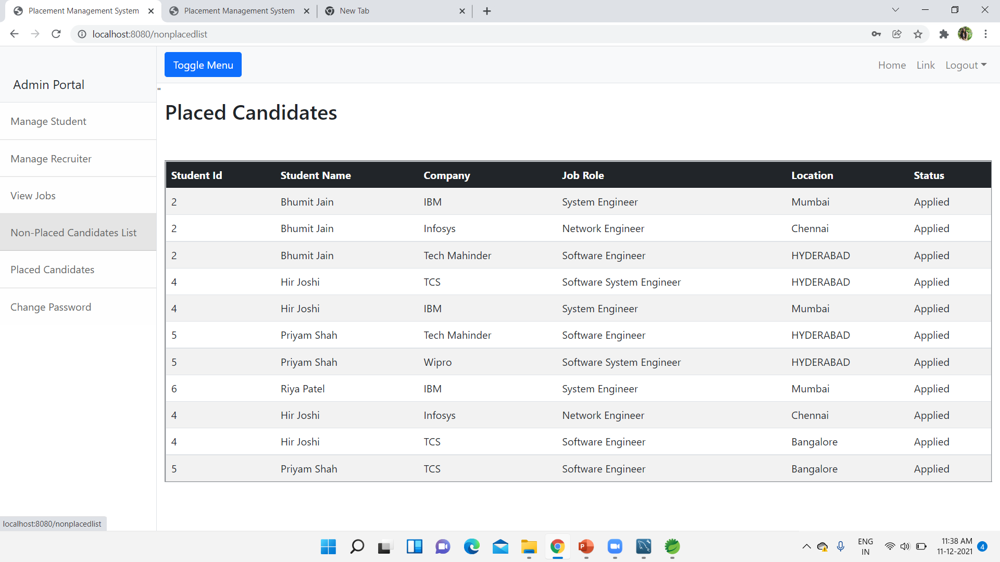 Placement Management System
Placement Management System
New Tab
localhost:8080/nonplacedlist
Admin Portal
Manage Student
Manage Recruiter
View Jobs
Non-Placed Candidates List
Placed Candidates
Change Password
Toggle Menu
Home Link Logout
"
Placed Candidates
Student Id Student Name Company Job Role Location Status
2 Bhumit Jain IBM System Engineer Mumbai Applied
2 Bhumit Jain Infosys Network Engineer Chennai Applied
2 Bhumit Jain Tech Mahinder Software Engineer HYDERABAD Applied
4 Hir Joshi TCS Software System Engineer HYDERABAD Applied
4 Hir Joshi IBM System Engineer Mumbai Applied
5 Priyam Shah Tech Mahinder Software Engineer HYDERABAD Applied
5 Priyam Shah Wipro Software System Engineer HYDERABAD Applied
6 Riya Patel IBM System Engineer Mumbai Applied
4 Hir Joshi Infosys Network Engineer Chennai Applied
4 Hir Joshi TCS Software Engineer Bangalore Applied
5 Priyam Shah TCS Software Engineer Bangalore Applied
localhost:8080/nonplacedlist
P
ENG
IN
11:38 AM
11-12-2021
4